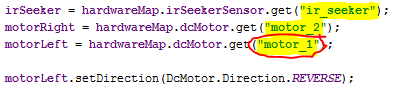 irSeeker = hardwareMap.irSeekerSensor.get("ir_seeker");
motorRight = hardwareMap.dcMotor.get("motor_2");
motorLeft = hardwareMap.dcMotor.get("motor_1");
motorLeft.setDirection(DcMotor.Direction.REVERSE);